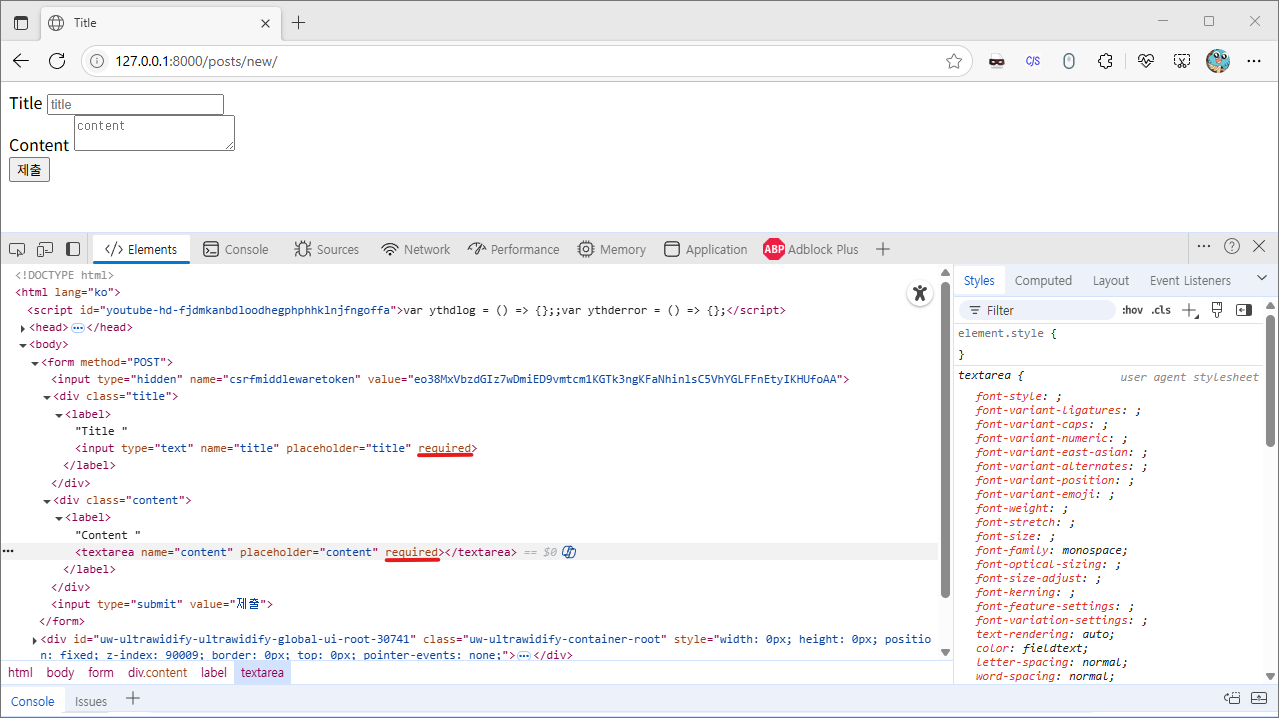 Title
127.0.0.1:8000/posts/new/
C/S
Title title
content
Content
제출
Elements Console Sources Network Performance Memory Application ABP Adblock Plus
<!DOCTYPE html>
<html lang="ko">
<script id="youtube-hd-fjdmkanbdloodhegphphhklnjfngoffa">var ythdlog = () => {};;var ythderror = () => {};</script>
<head> ••• </head>
<body>
<form method="POST">
<input type="hidden" name="csrfmiddlewaretoken" value="eo38MxVbzdGIz7wDmiED9vmtcm1KGTk3ngKFaNhinlsC5VhYGLFFnEtyIKHUfoAA">
<div class="title">
<label>
"Title "
<input type="text" name="title" placeholder="title" required>
</label>
</div>
<div class="content">
<label>
"Content "
<textarea name="content" placeholder="content" required></textarea> == $0
</label>
</div>
<input type="submit" value="제출">
</form>
<div id="uw-ultrawidify-ultrawidify-global-ui-root-30741" class="uw-ultrawidify-container-root" style="width: 0px; height: 0px; positio
n: fixed; z-index: 90009; border: 0px; top: 0px; pointer-events: none;"> ••• </div>
html body form div.content label textarea
Styles Computed Layout Event Listeners
Filter :hov .cls
element.style {
}
textarea { user agent stylesheet
font-style: ;
font-variant-ligatures: ;
font-variant-caps: ;
font-variant-numeric: ;
font-variant-east-asian: ;
font-variant-alternates: ;
font-variant-position: ;
font-variant-emoji: ;
font-weight: ;
font-stretch: ;
font-size: ;
font-family: monospace;
font-optical-sizing: ;
font-size-adjust: ;
font-kerning: ;
font-feature-settings: ;
font-variation-settings: ;
text-rendering: auto;
color: fieldtext;
letter-spacing: normal;
word-spacing: normal;
Console Issues